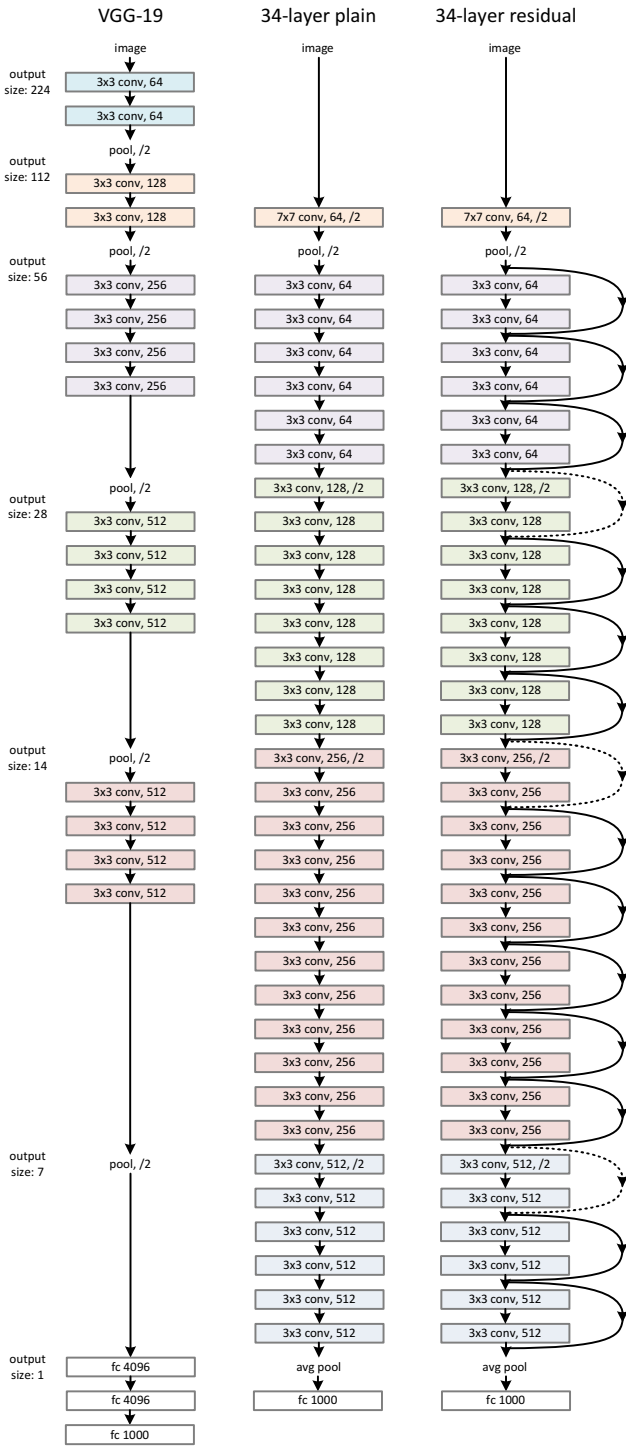 VGG-19
34-layer plain
34-layer residual
output
size: 224
output
size: 112
output
size: 56
output
size: 28
output
size: 14
output
size: 7
output
size: 1
image
3x3 conv, 64
3x3 conv, 64
pool, /2
3x3 conv, 128
3x3 conv, 128
pool, /2
3x3 conv, 256
3x3 conv, 256
3x3 conv, 256
3x3 conv, 256
pool, /2
3x3 conv, 512
3x3 conv, 512
3x3 conv, 512
3x3 conv, 512
pool, /2
3x3 conv, 512
3x3 conv, 512
3x3 conv, 512
3x3 conv, 512
pool, /2
fc 4096
fc 4096
fc 1000
image
7x7 conv, 64, /2
pool, /2
3x3 conv, 64
3x3 conv, 64
3x3 conv, 64
3x3 conv, 64
3x3 conv, 64
3x3 conv, 64
3x3 conv, 128, /2
3x3 conv, 128
3x3 conv, 128
3x3 conv, 128
3x3 conv, 128
3x3 conv, 128
3x3 conv, 128
3x3 conv, 128
3x3 conv, 256, /2
3x3 conv, 256
3x3 conv, 256
3x3 conv, 256
3x3 conv, 256
3x3 conv, 256
3x3 conv, 256
3x3 conv, 256
3x3 conv, 256
3x3 conv, 256
3x3 conv, 256
3x3 conv, 256
3x3 conv, 512, /2
3x3 conv, 512
3x3 conv, 512
3x3 conv, 512
3x3 conv, 512
3x3 conv, 512
avg pool
fc 1000
image
7x7 conv, 64, /2
pool, /2
3x3 conv, 64
3x3 conv, 64
3x3 conv, 64
3x3 conv, 64
3x3 conv, 64
3x3 conv, 64
3x3 conv, 128, /2
3x3 conv, 128
3x3 conv, 128
3x3 conv, 128
3x3 conv, 128
3x3 conv, 128
3x3 conv, 128
3x3 conv, 128
3x3 conv, 256, /2
3x3 conv, 256
3x3 conv, 256
3x3 conv, 256
3x3 conv, 256
3x3 conv, 256
3x3 conv, 256
3x3 conv, 256
3x3 conv, 256
3x3 conv, 256
3x3 conv, 256
3x3 conv, 256
3x3 conv, 512, /2
3x3 conv, 512
3x3 conv, 512
3x3 conv, 512
3x3 conv, 512
3x3 conv, 512
avg pool
fc 1000